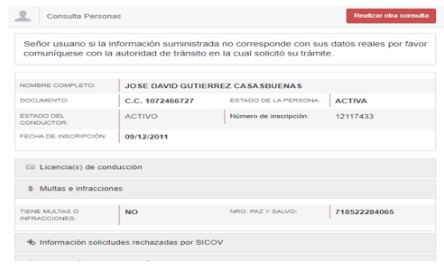 Consulta Personas
Realizar otra consulta
Señor usuario si la información suministrada no corresponde con sus datos reales por favor
comuníquese con la autoridad de tránsito en la cual solicitó su trámite.
NOMBRE COMPLETO: JOSE DAVID GUTIERREZ CASASBUENAS
DOCUMENTO: C.C. 1072466727 ESTADO DE LA PERSONA: ACTIVA
ESTADO DEL CONDUCTOR: ACTIVO Número de inscripción: 12117433
FECHA DE INSCRIPCIÓN: 09/12/2011
Licencia(s) de conducción
$ Multas e infracciones
TIENE MULTAS O INFRACCIONES: NO NRO. PAZ Y SALVO: 718522284065
Información solicitudes rechazadas por SICOV